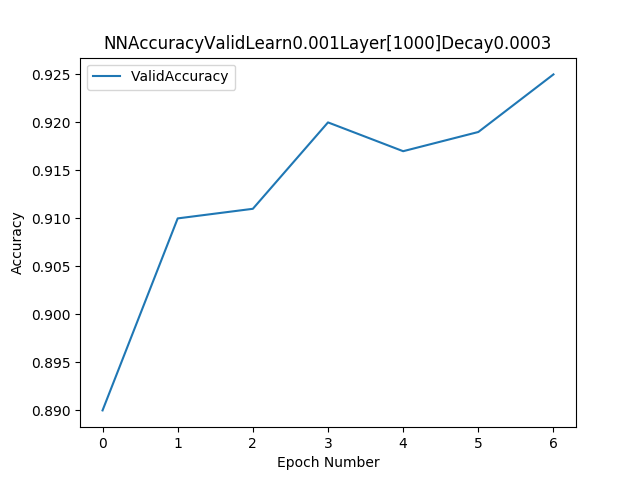 NNAccuracyValidLearn0.001Layer[1000]Decay0.0003
ValidAccuracy
0.925
0.920
0.915
0.910
0.905
0.900
0.895
0.890
Accuracy
0 1 2 3 4 5 6
Epoch Number